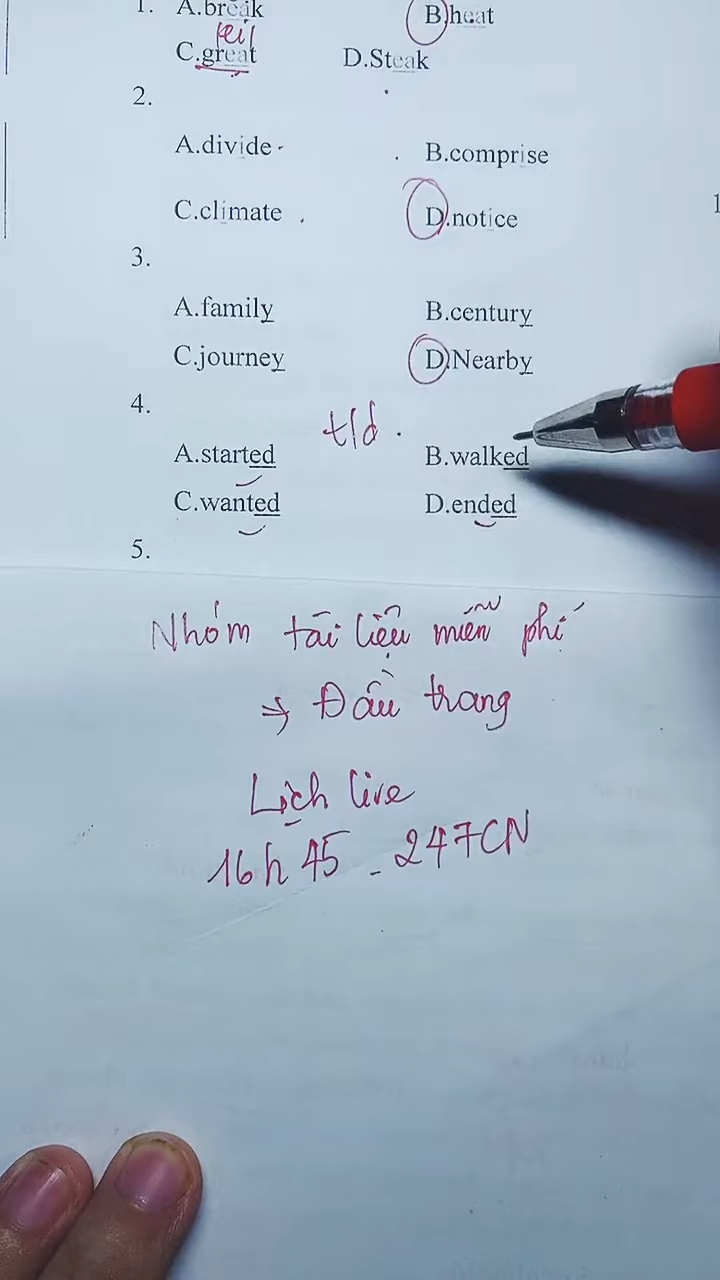 1. A.break B.heat
/ei/
C.great D.Steak
2.
A.divide B.comprise
C.climate D.notice
3.
A.family B.century
C.journey D.Nearby
4.
t/d
A.started B.walked
C.wanted D.ended
5.
Nhóm tài liệu miễn phí
⇒ Đầu trang
Lịch live
16h45 - 247CN